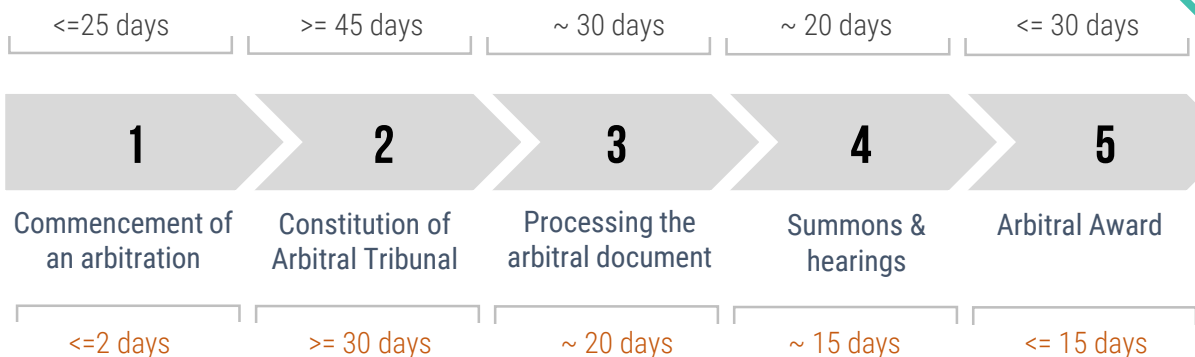 <=25 days
>= 45 days
~ 30 days
~ 20 days
<= 30 days
1
2
3
4
5
Commencement of
an arbitration
Constitution of
Arbitral Tribunal
Processing the
arbitral document
Summons &
hearings
Arbitral Award
<=2 days
>= 30 days
~ 20 days
~ 15 days
<= 15 days